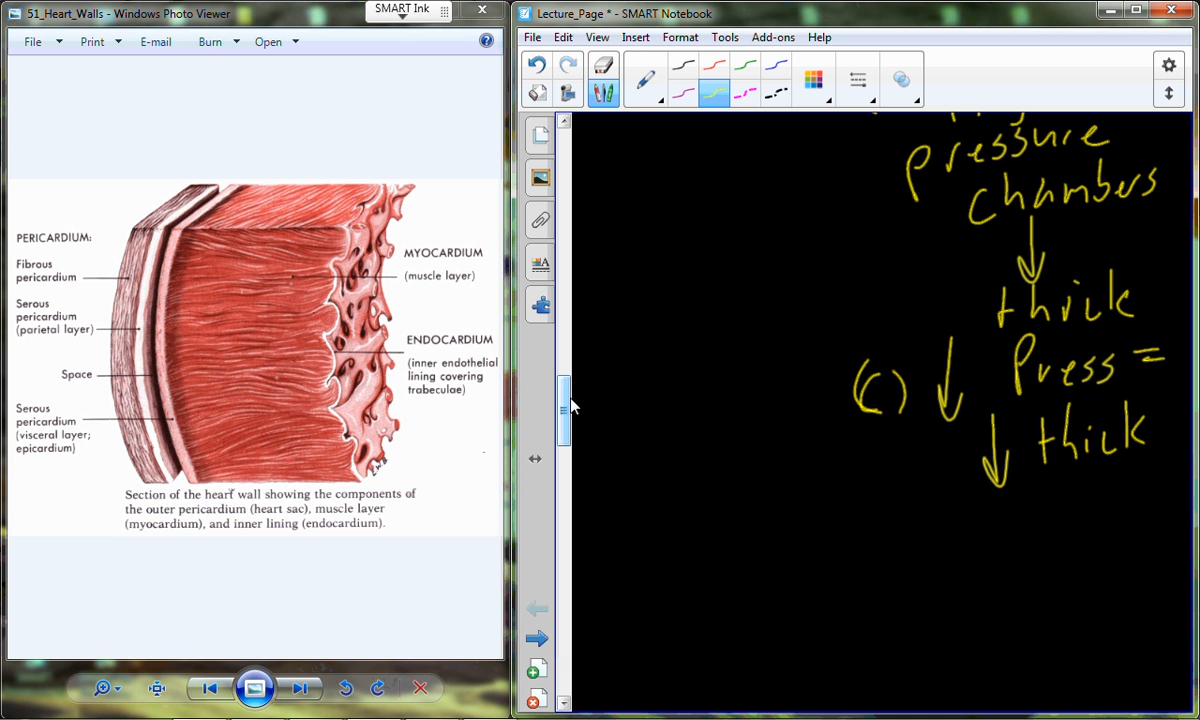 51_Heart_Walls - Windows Photo Viewer
SMART Ink
File Print E-mail Burn Open
PERICARDIUM:
Fibrous
pericardium
Serous
pericardium
(parietal layer)
Space
Serous
pericardium
(visceral layer;
epicardium)
MYOCARDIUM
(muscle layer)
ENDOCARDIUM
(inner endothelial
lining covering
trabeculae)
Section of the heart wall showing the components of
the outer pericardium (heart sac), muscle layer
(myocardium), and inner lining (endocardium).
Lecture_Page * - SMART Notebook
File Edit View Insert Format Tools Add-ons Help
pressure
chambers
thick
(C) ↓ Press =
↓ thick